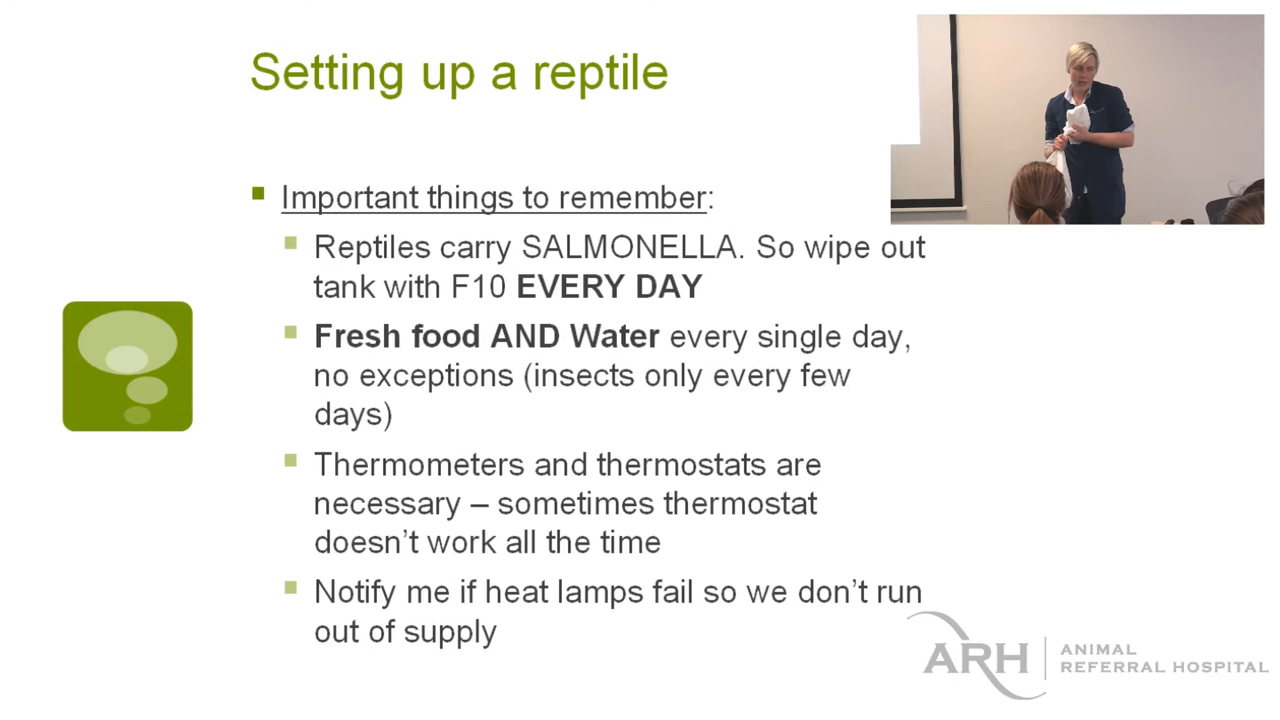 Setting up a reptile
Important things to remember:
Reptiles carry SALMONELLA. So wipe out
tank with F10 EVERY DAY
Fresh food AND Water every single day,
no exceptions (insects only every few
days)
Thermometers and thermostats are
necessary – sometimes thermostat
doesn't work all the time
Notify me if heat lamps fail so we don't run
out of supply
ARH
ANIMAL
REFERRAL HOSPITAL